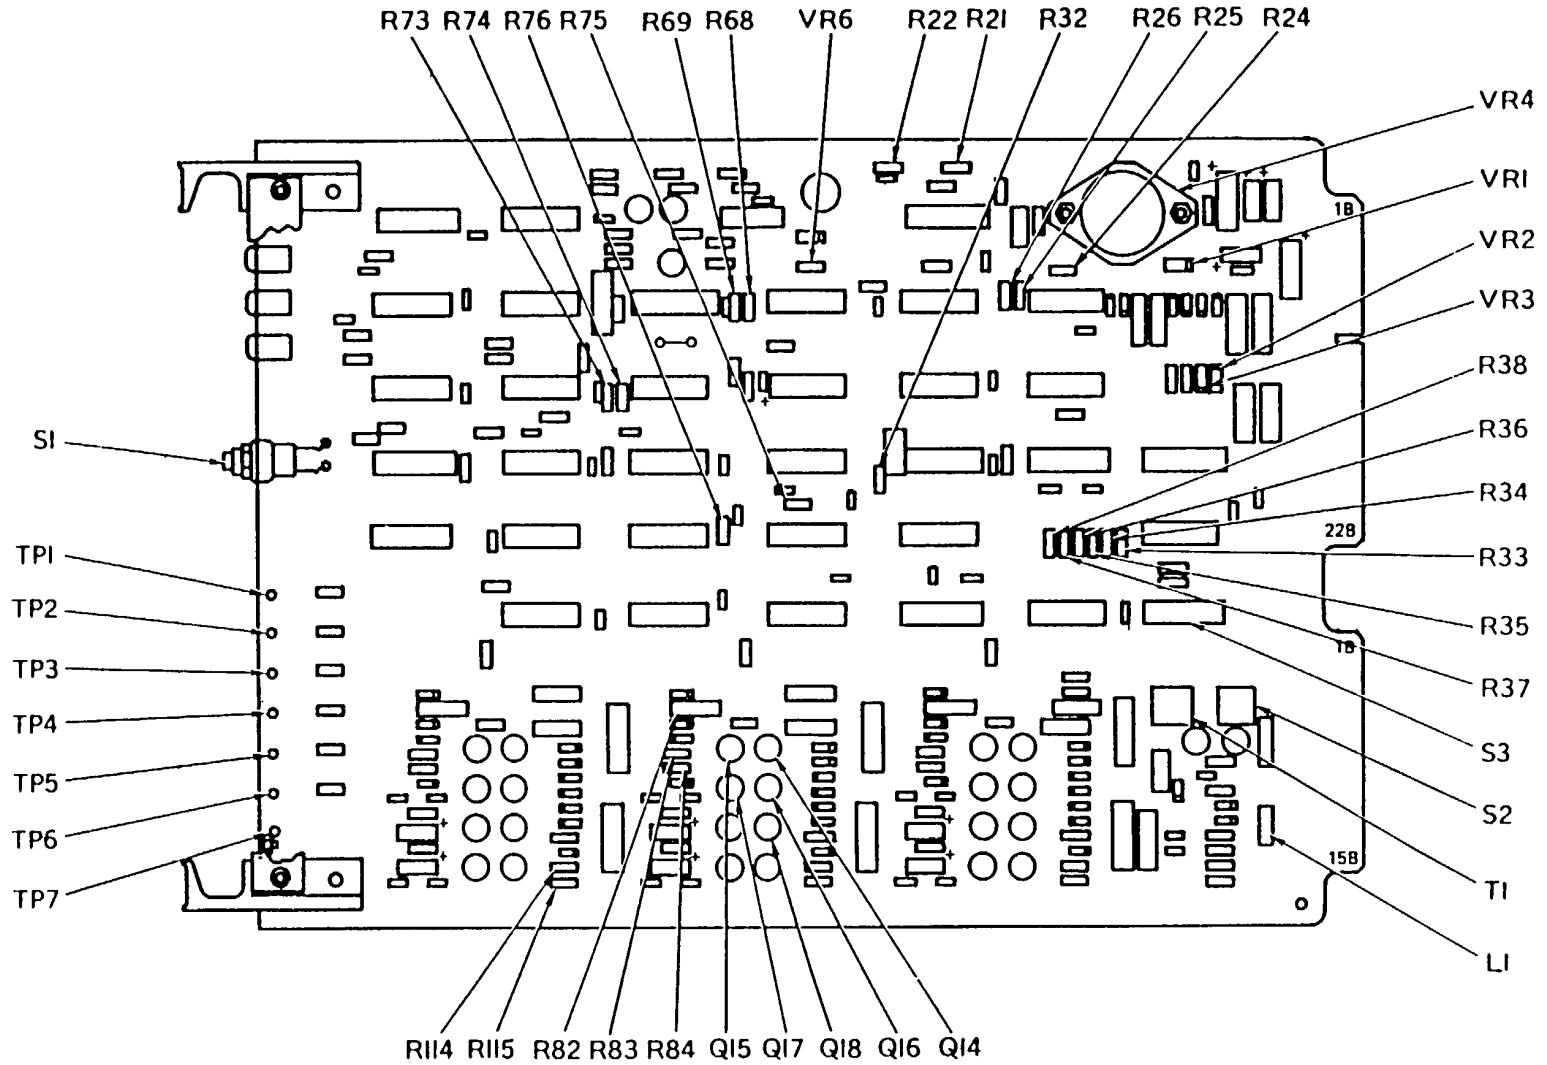 R73 R74 R76 R75 R69 R68 VR6 R22 R21 R32 R26 R25 R24
VR4
VR1
1B
VR2
VR3
R38
S1
R36
R34
22B
TP1
R33
TP2
R35
1B
TP3
R37
TP4
S3
TP5
S2
TP6
15B
T1
TP7
L1
R114 R115 R82 R83 R84 Q15 Q17 Q18 Q16 Q14